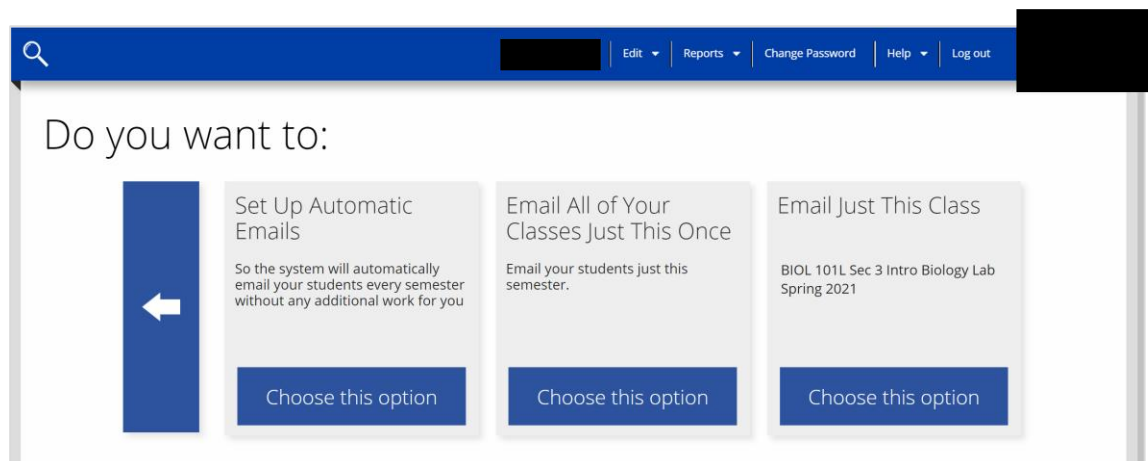 Edit Reports Change Password Help Log out
Do you want to:
Set Up Automatic
Emails
So the system will automatically
email your students every semester
without any additional work for you
Choose this option
Email All of Your
Classes Just This Once
Email your students just this
semester.
Choose this option
Email Just This Class
BIOL 101L Sec 3 Intro Biology Lab
Spring 2021
Choose this option